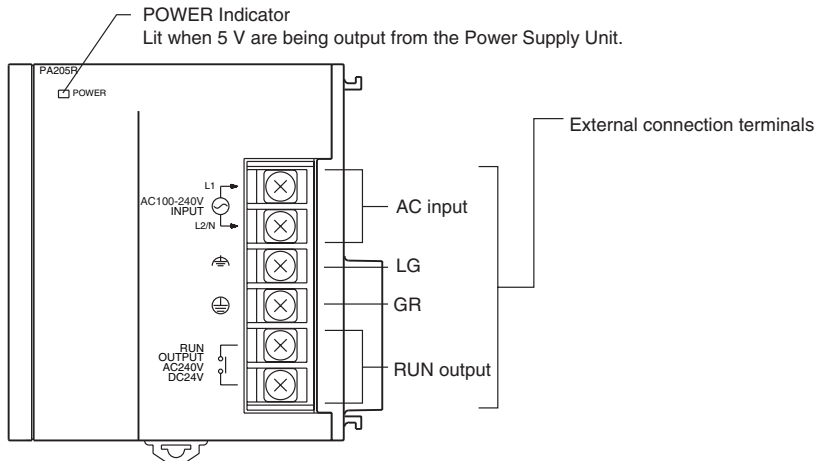 POWER Indicator
Lit when 5 V are being output from the Power Supply Unit.
PA205R
POWER
External connection terminals
L1
AC100-240V
INPUT
L2/N
AC input
LG
GR
RUN
OUTPUT
AC240V
DC24V
RUN output